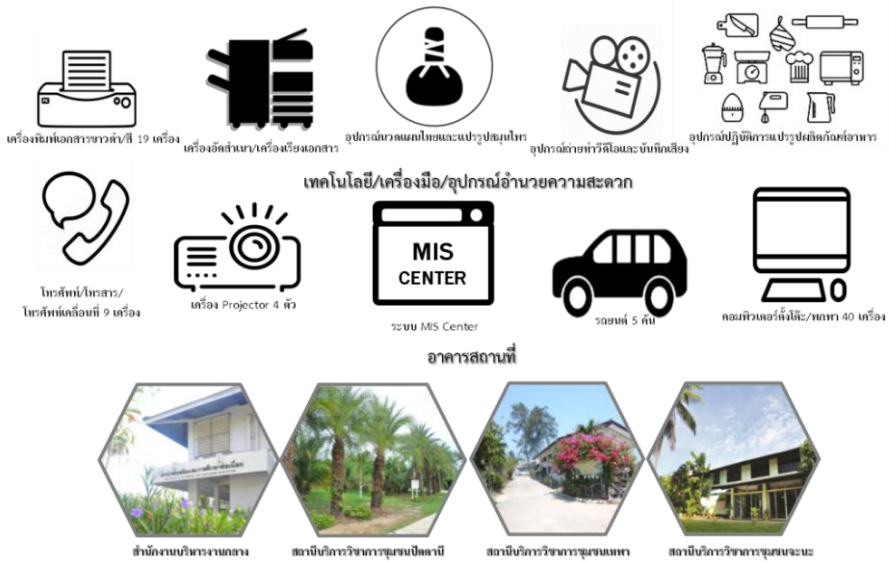 เครื่องพิมพ์เอกสารขาวดำ/สี 19 เครื่อง
เครื่องอัดสำเนา/เครื่องเรียงเอกสาร
อุปกรณ์นวดแผนไทยและแปรรูปสมุนไพร
อุปกรณ์ถ่ายทำวีดีโอและบันทึกเสียง
อุปกรณ์ปฏิบัติการแปรรูปผลิตภัณฑ์อาหาร
เทคโนโลยี/เครื่องมือ/อุปกรณ์อำนวยความสะดวก
โทรศัพท์/โทรสาร/
โทรศัพท์เคลื่อนที่ 9 เครื่อง
เครื่อง Projector 4 ตัว
MIS
CENTER
ระบบ MIS Center
รถยนต์ 5 คัน
คอมพิวเตอร์ตั้งโต๊ะ/พกพา 40 เครื่อง
อาคารสถานที่
สำนักงานบริหารงานกลาง
สถานีบริการวิชาการชุมชนปัตตานี
สถานีบริการวิชาการชุมชนเทพา
สถานีบริการวิชาการชุมชนจะนะ